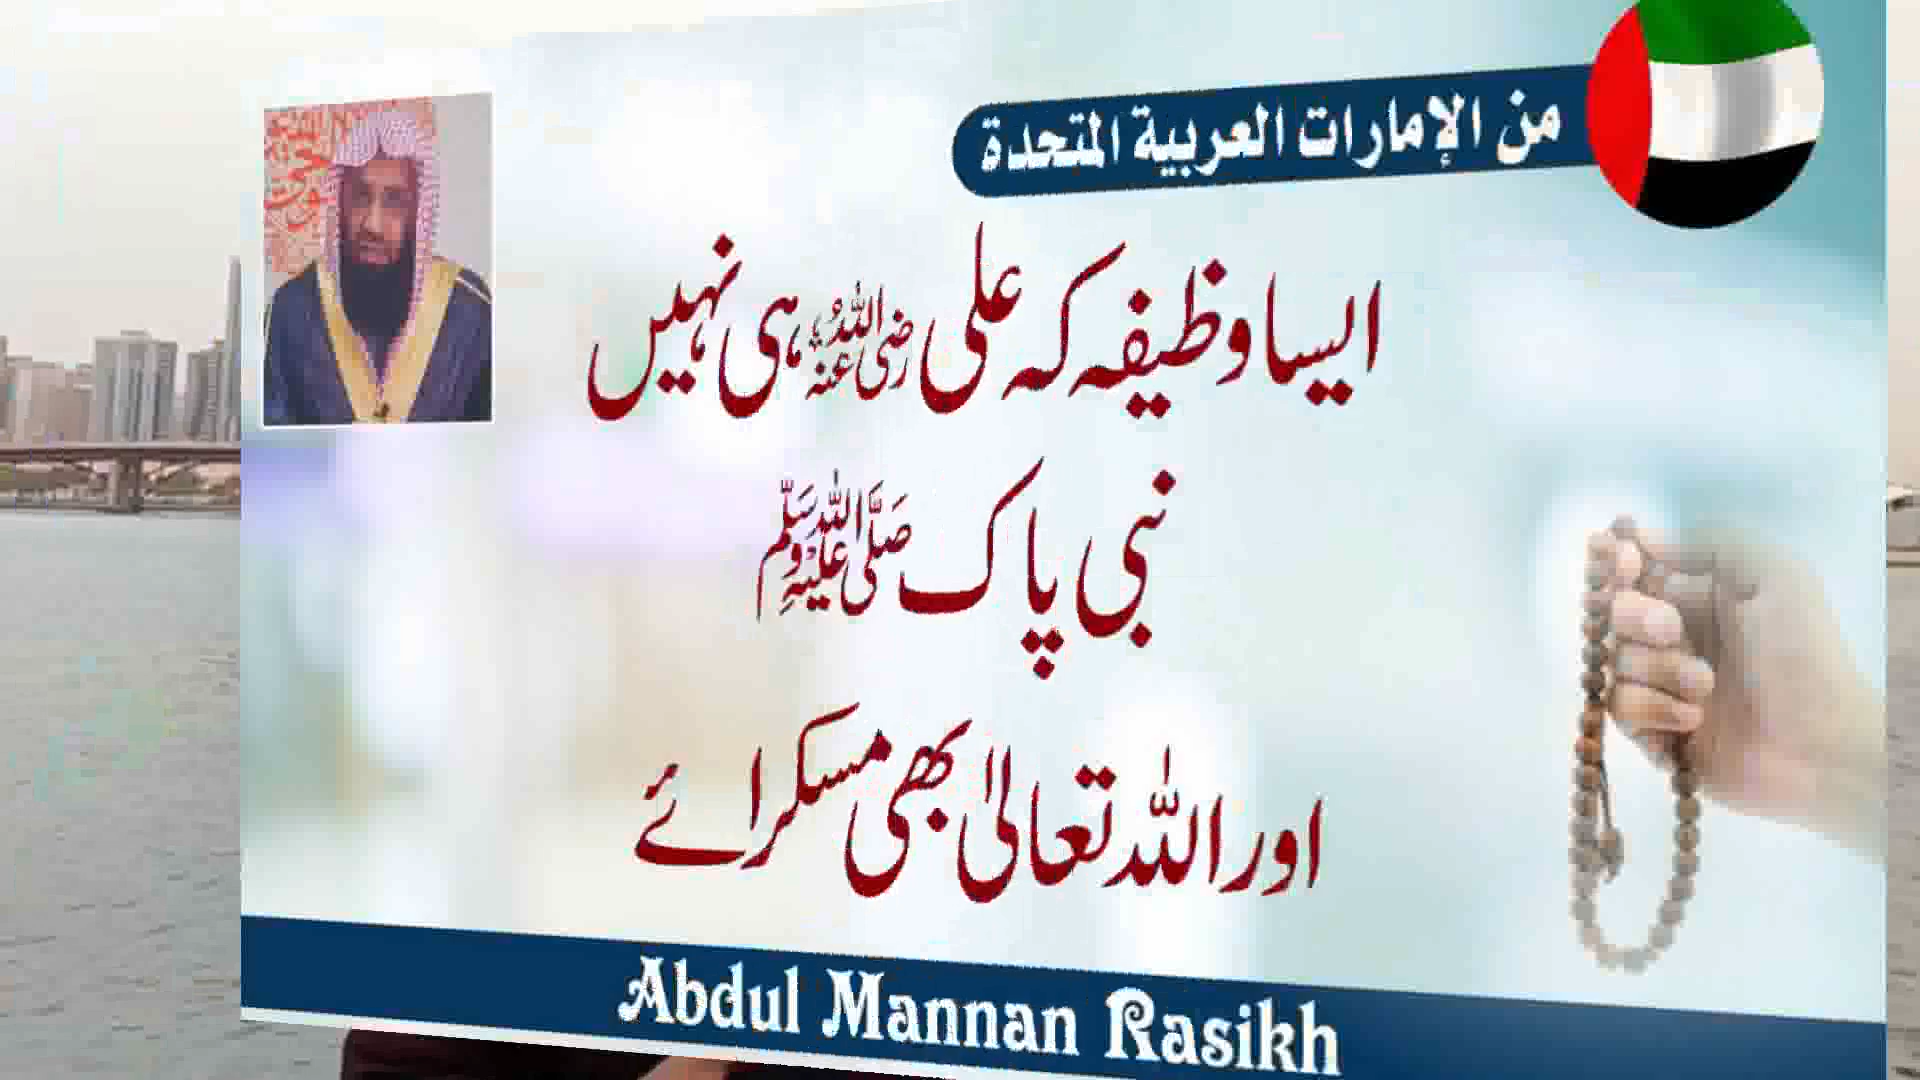 من الإمارات العربية المتحدة
ایسا وظیفہ کہ علی رضی اللہ عنہ ہی نہیں
نبی پاک صلی اللہ علیہ وسلم
اور اللہ تعالیٰ بھی مسکرائے
Abdul Mannan Rasikh